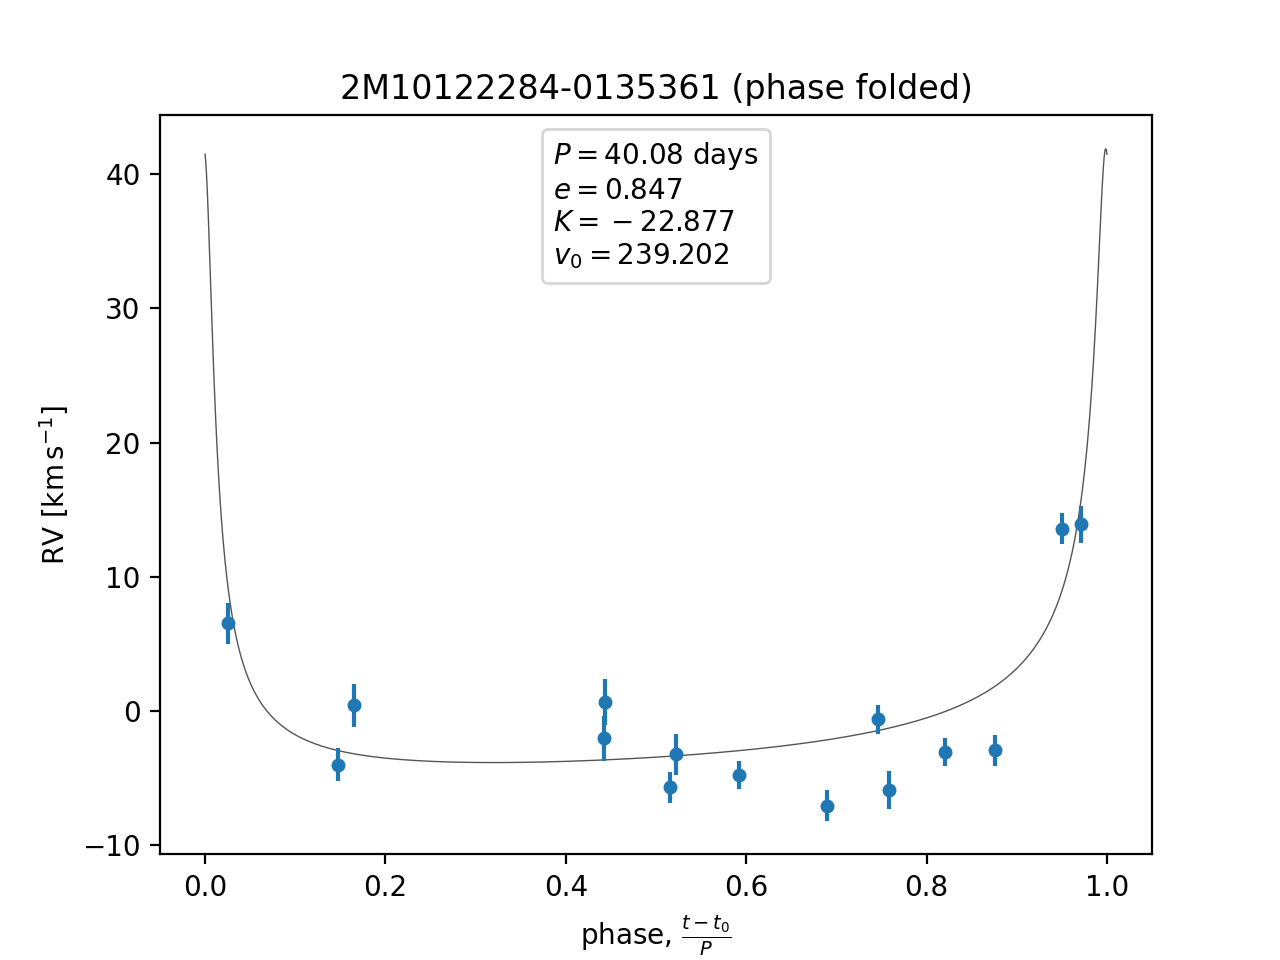 2M10122284-0135361 (phase folded)
P = 40.08 days
e = 0.847
K = −22.877
v₀ = 239.202
40
30
20
10
0
−10
RV [km s⁻¹]
0.0 0.2 0.4 0.6 0.8 1.0
phase, (t − t₀)/P